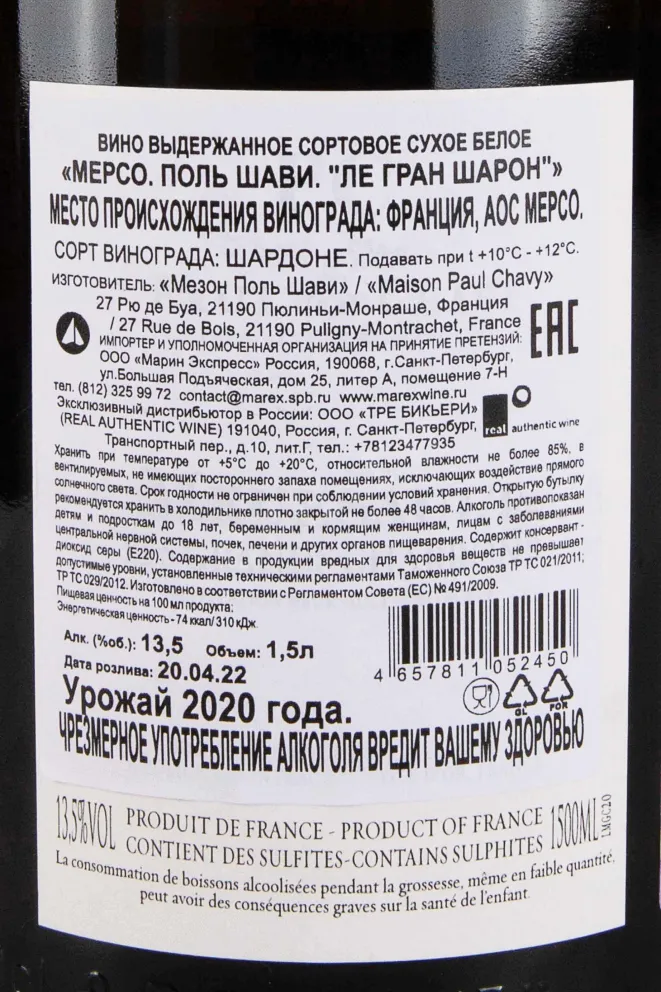 ВИНО ВЫДЕРЖАННОЕ СОРТОВОЕ СУХОЕ БЕЛОЕ
«МЕРСО. ПОЛЬ ШАВИ. "ЛЕ ГРАН ШАРОН"»
МЕСТО ПРОИСХОЖДЕНИЯ ВИНОГРАДА: ФРАНЦИЯ, АОС МЕРСО.
СОРТ ВИНОГРАДА: ШАРДОНЕ. Подавать при t +10°С - +12°С.
ИЗГОТОВИТЕЛЬ: «Мезон Поль Шави» / «Maison Paul Chavy»
27 Рю де Буа, 21190 Пюлиньи-Монраше, Франция
/ 27 Rue de Bois, 21190 Puligny-Montrachet, France
EAC
ИМПОРТЕР И УПОЛНОМОЧЕННАЯ ОРГАНИЗАЦИЯ НА ПРИНЯТИЕ ПРЕТЕНЗИЙ:
ООО «Марин Экспресс» Россия, 190068, г.Санкт-Петербург,
ул.Большая Подъяческая, дом 25, литер А, помещение 7-Н
тел. (812) 325 99 72 contact@marex.spb.ru www.marexwine.ru
Эксклюзивный дистрибьютор в России: ООО «ТРЕ БИКЬЕРИ»
(REAL AUTHENTIC WINE) 191040, Россия, г. Санкт-Петербург,
real authentic wine
Транспортный пер., д.10, лит.Г, тел.: +78123477935
Хранить при температуре от +5°С до +20°С, относительной влажности не более 85%, в
вентилируемых, не имеющих постороннего запаха помещениях, исключающих воздействие прямого
солнечного света. Срок годности не ограничен при соблюдении условий хранения. Открытую бутылку
рекомендуется хранить в холодильнике плотно закрытой не более 48 часов. Алкоголь противопоказан
детям и подросткам до 18 лет, беременным и кормящим женщинам, лицам с заболеваниями
центральной нервной системы, почек, печени и других органов пищеварения. Содержит консервант -
диоксид серы (Е220). Содержание в продукции вредных для здоровья веществ не превышает
допустимые уровни, установленные техническими регламентами Таможенного Союза ТР ТС 021/2011;
ТР ТС 029/2012. Изготовлено в соответствии с Регламентом Совета (ЕС) № 491/2009.
Пищевая ценность на 100 мл продукта:
Энергетическая ценность - 74 ккал/ 310 кДж.
Алк. (%об.): 13,5 Объем: 1,5л
Дата розлива: 20.04.22
4 657811 052450
GL FOR
Урожай 2020 года.
ЧРЕЗМЕРНОЕ УПОТРЕБЛЕНИЕ АЛКОГОЛЯ ВРЕДИТ ВАШЕМУ ЗДОРОВЬЮ
13,5%VOL
PRODUIT DE FRANCE - PRODUCT OF FRANCE
CONTIENT DES SULFITES-CONTAINS SULPHITES
1500ML
LMGC20
La consommation de boissons alcoolisées pendant la grossesse, même en faible quantité,
peut avoir des conséquences graves sur la santé de l'enfant.